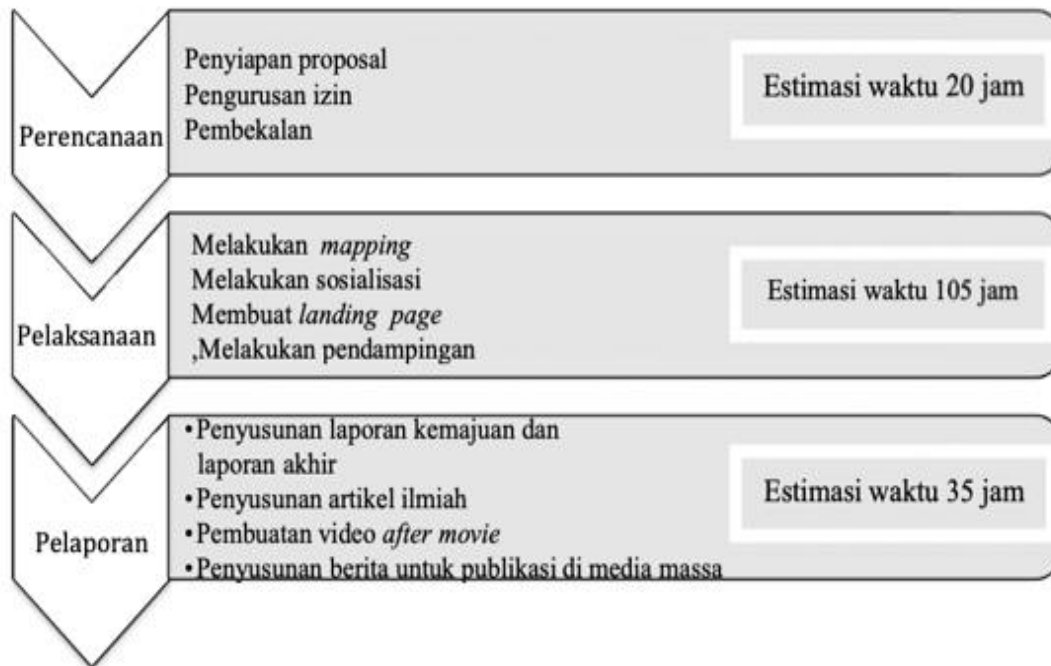 Perencanaan
Penyiapan proposal
Pengurusan izin
Pembekalan
Estimasi waktu 20 jam
Pelaksanaan
Melakukan mapping
Melakukan sosialisasi
Membuat landing page
,Melakukan pendampingan
Estimasi waktu 105 jam
Pelaporan
•Penyusunan laporan kemajuan dan
laporan akhir
•Penyusunan artikel ilmiah
•Pembuatan video after movie
•Penyusunan berita untuk publikasi di media massa
Estimasi waktu 35 jam